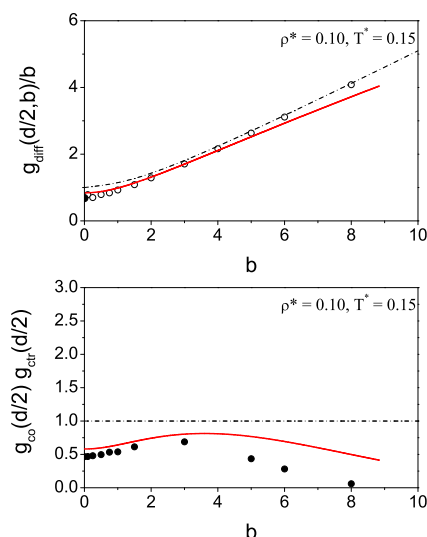 ρ* = 0.10, T* = 0.15
g_diff(d/2,b)/b
6
4
2
0
0 2 4 6 8 10
b
ρ* = 0.10, T* = 0.15
g_co(d/2) g_ctr(d/2)
3.0
2.5
2.0
1.5
1.0
0.5
0.0
0 2 4 6 8 10
b